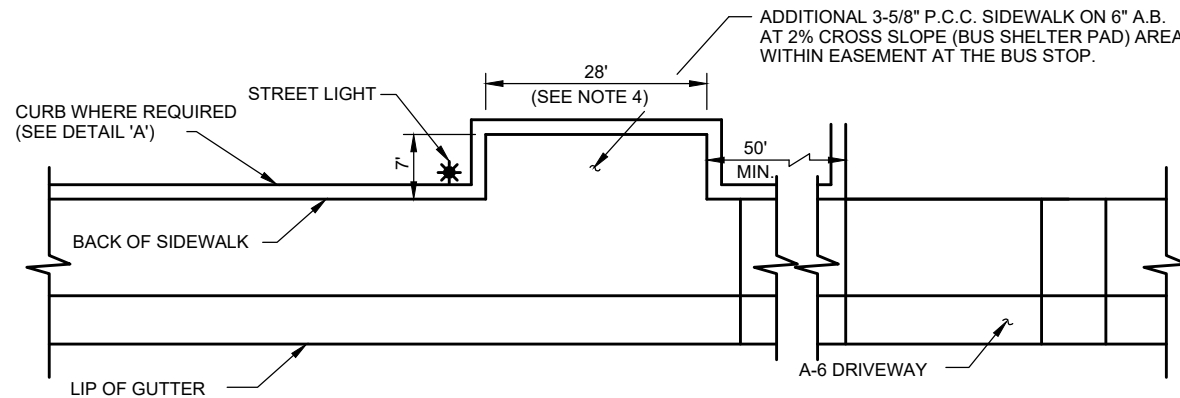 ADDITIONAL 3-5/8" P.C.C. SIDEWALK ON 6" A.B.
AT 2% CROSS SLOPE (BUS SHELTER PAD) AREA
WITHIN EASEMENT AT THE BUS STOP.
28'
(SEE NOTE 4)
STREET LIGHT
CURB WHERE REQUIRED
(SEE DETAIL 'A')
7'
50'
MIN.
BACK OF SIDEWALK
A-6 DRIVEWAY
LIP OF GUTTER